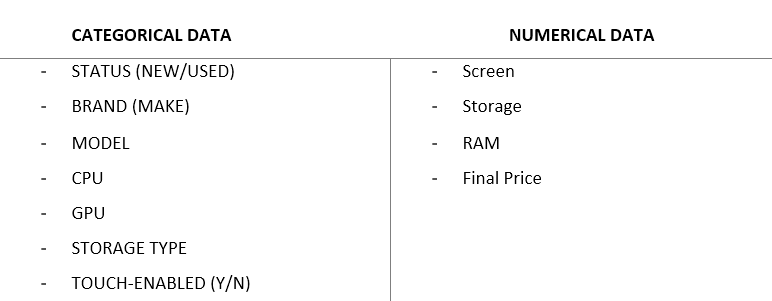 CATEGORICAL DATA
NUMERICAL DATA
- STATUS (NEW/USED)
- BRAND (MAKE)
- MODEL
- CPU
- GPU
- STORAGE TYPE
- TOUCH-ENABLED (Y/N)
- Screen
- Storage
- RAM
- Final Price